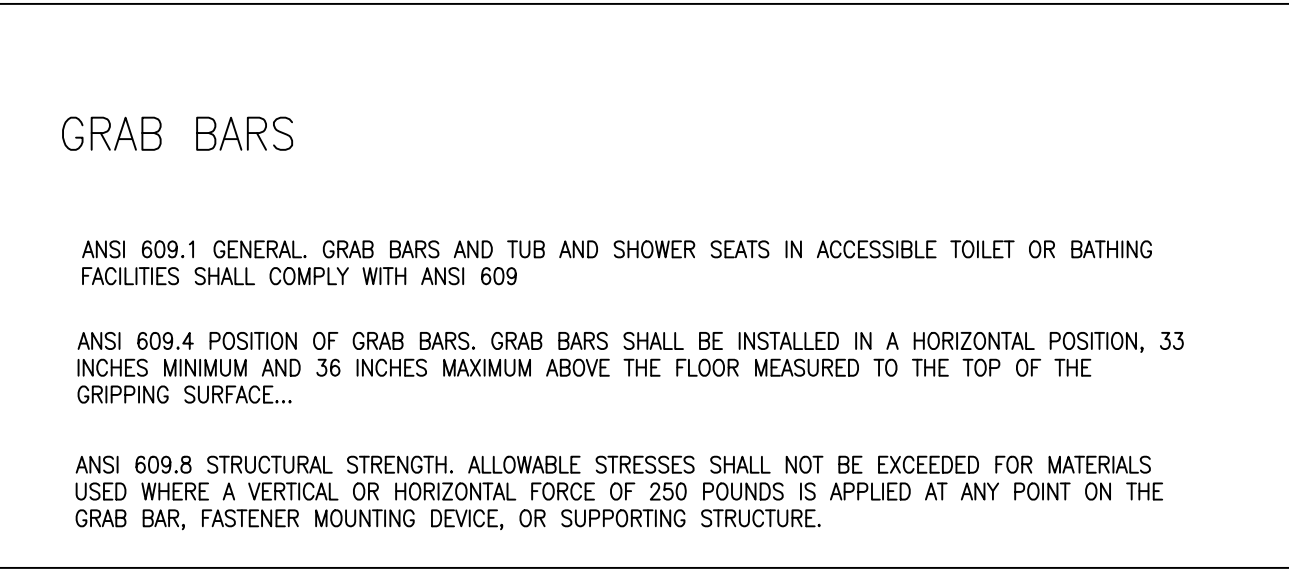 GRAB BARS
ANSI 609.1 GENERAL. GRAB BARS AND TUB AND SHOWER SEATS IN ACCESSIBLE TOILET OR BATHING
FACILITIES SHALL COMPLY WITH ANSI 609
ANSI 609.4 POSITION OF GRAB BARS. GRAB BARS SHALL BE INSTALLED IN A HORIZONTAL POSITION, 33
INCHES MINIMUM AND 36 INCHES MAXIMUM ABOVE THE FLOOR MEASURED TO THE TOP OF THE
GRIPPING SURFACE...
ANSI 609.8 STRUCTURAL STRENGTH. ALLOWABLE STRESSES SHALL NOT BE EXCEEDED FOR MATERIALS
USED WHERE A VERTICAL OR HORIZONTAL FORCE OF 250 POUNDS IS APPLIED AT ANY POINT ON THE
GRAB BAR, FASTENER MOUNTING DEVICE, OR SUPPORTING STRUCTURE.